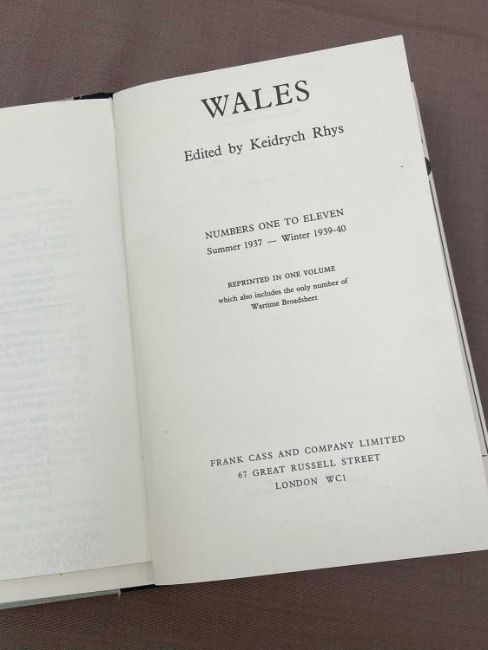 WALES
Edited by Keidrych Rhys
NUMBERS ONE TO ELEVEN
Summer 1937 — Winter 1939-40
REPRINTED IN ONE VOLUME
which also includes the only number of
Wartime Broadsheet
FRANK CASS AND COMPANY LIMITED
67 GREAT RUSSELL STREET
LONDON WC1